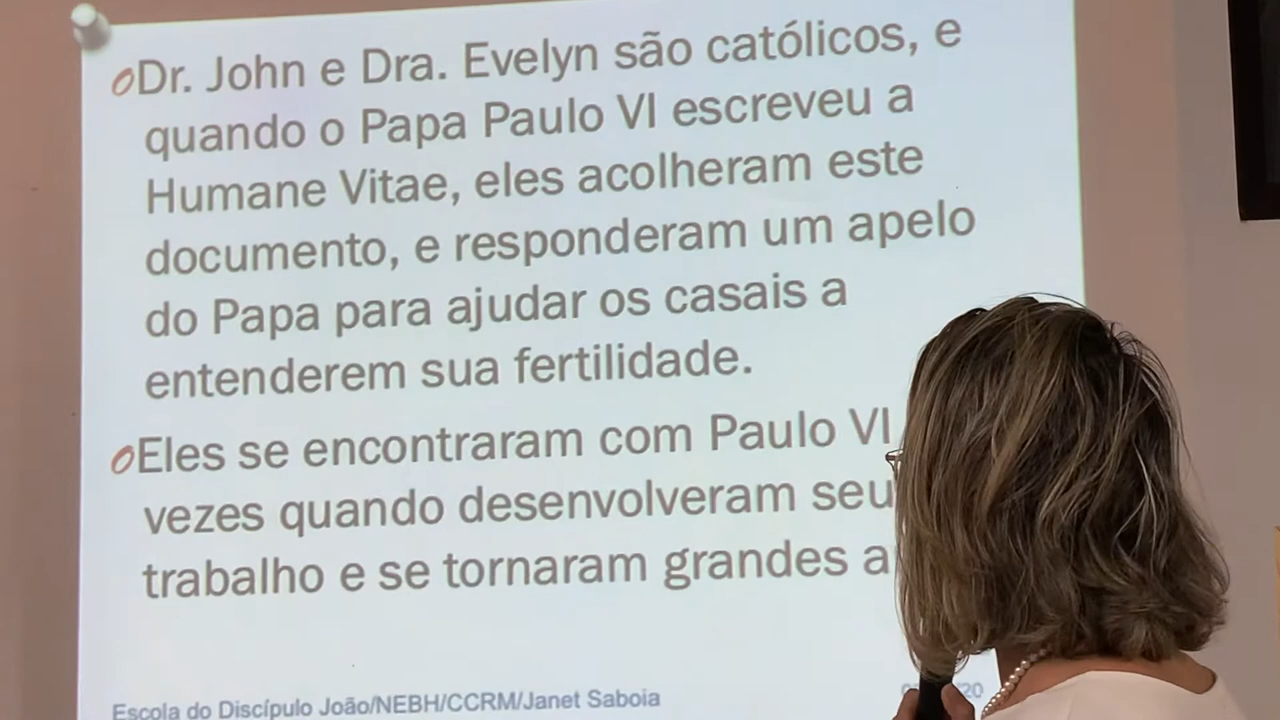 Dr. John e Dra. Evelyn são católicos, e
quando o Papa Paulo VI escreveu a
Humane Vitae, eles acolheram este
documento, e responderam um apelo
do Papa para ajudar os casais a
entenderem sua fertilidade.
Eles se encontraram com Paulo VI
vezes quando desenvolveram seu
trabalho e se tornaram grandes
Escola do Discípulo João/NEBH/CCRM/Janet Saboia